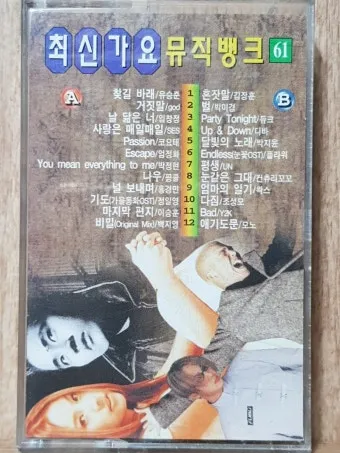 최신가요 뮤직뱅크 61
A
찾길 바래/유승준 1
거짓말/god 2
날 닮은 너/임창정 3
사랑은 매일매일/SES 4
Passion/코요태 5
Escape/엄정화 6
You mean everything to me/박정현 7
나우/핑클 8
널 보내며/홍경민 9
기도(가을동화OST)/정일영 10
마지막 편지/이승훈 11
비밀(Original Mix)/백지영 12
B
혼잣말/김정훈
벌/박미경
Party Tonight/듀크
Up & Down/디바
달빛의 노래/박지윤
Endless(눈꽃OST)/플라워
평생/UN
눈같은 그대/컨츄리꼬꼬
엄마의 일기/왁스
다짐/조성모
Bad/Y2K
애기도문/모노